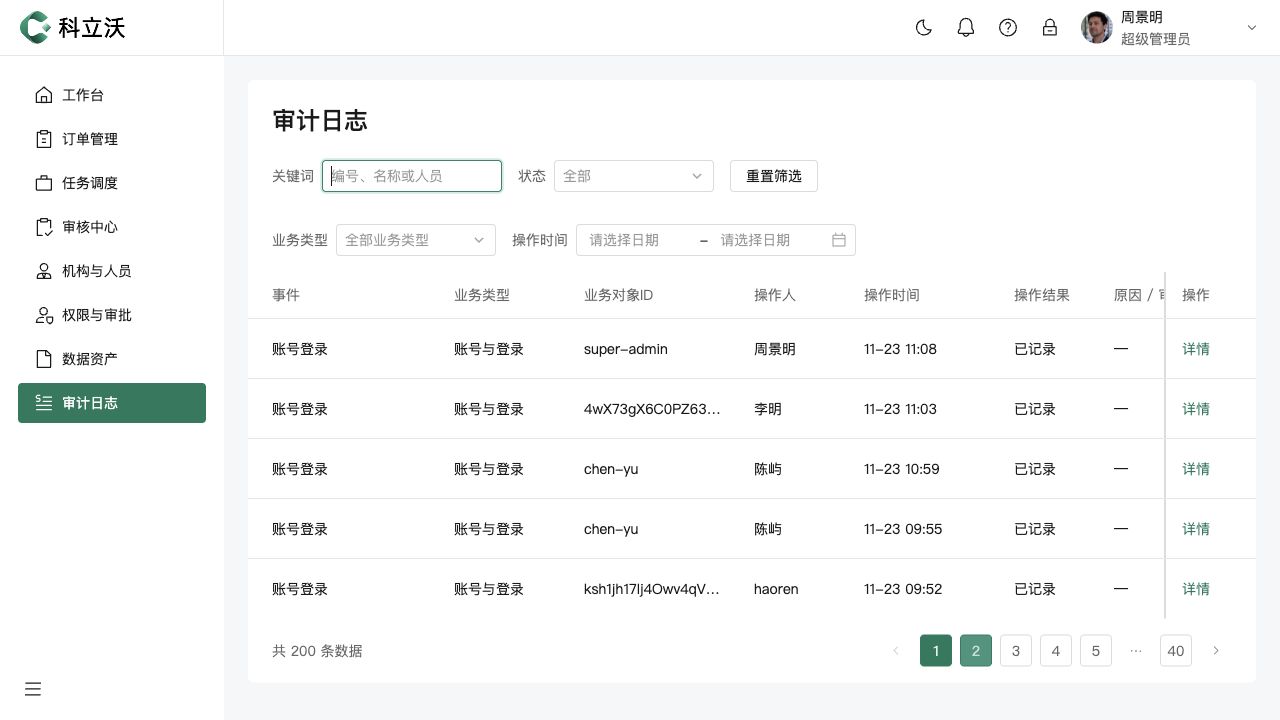 科立沃
周景明
超级管理员
工作台
订单管理
任务调度
审核中心
机构与人员
权限与审批
数据资产
审计日志
审计日志
关键词 编号、名称或人员 状态 全部 重置筛选
业务类型 全部业务类型 操作时间 请选择日期 – 请选择日期
事件 业务类型 业务对象ID 操作人 操作时间 操作结果 原因 / 操作
账号登录 账号与登录 super-admin 周景明 11-23 11:08 已记录 — 详情
账号登录 账号与登录 4wX73gX6C0PZ63... 李明 11-23 11:03 已记录 — 详情
账号登录 账号与登录 chen-yu 陈屿 11-23 10:59 已记录 — 详情
账号登录 账号与登录 chen-yu 陈屿 11-23 09:55 已记录 — 详情
账号登录 账号与登录 ksh1jh17lj4Owv4qV... haoren 11-23 09:52 已记录 — 详情
共 200 条数据 1 2 3 4 5 ... 40